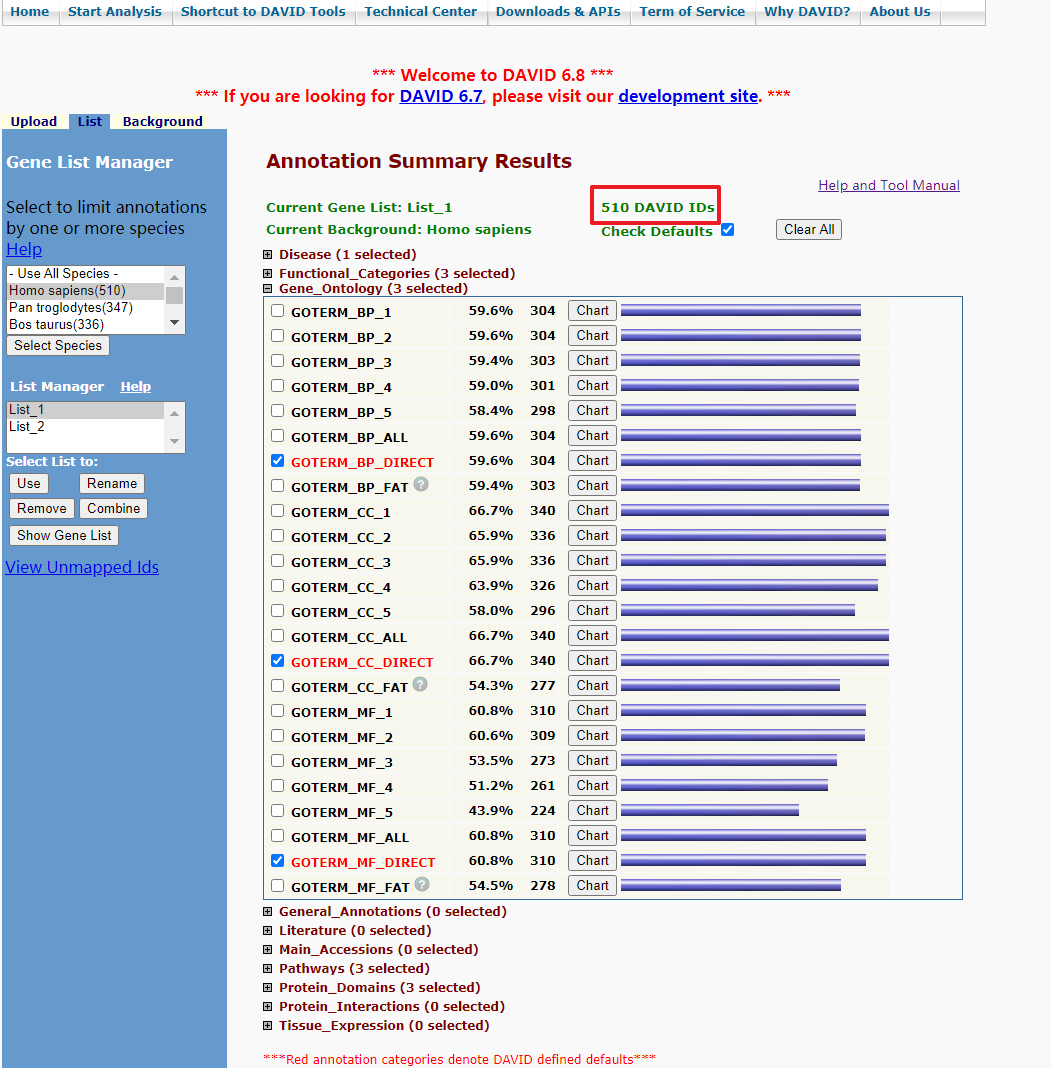 Home Start Analysis Shortcut to DAVID Tools Technical Center Downloads & APIs Term of Service Why DAVID? About Us
*** Welcome to DAVID 6.8 ***
*** If you are looking for DAVID 6.7, please visit our development site. ***
Upload List Background
Gene List Manager
Select to limit annotations
by one or more species
Help
- Use All Species -
Homo sapiens(510)
Pan troglodytes(347)
Bos taurus(336)
Select Species
List Manager Help
List_1
List_2
Select List to:
Use Rename
Remove Combine
Show Gene List
View Unmapped Ids
Annotation Summary Results
Help and Tool Manual
Current Gene List: List_1 510 DAVID IDs
Current Background: Homo sapiens Check Defaults Clear All
Disease (1 selected)
Functional_Categories (3 selected)
Gene_Ontology (3 selected)
GOTERM_BP_1 59.6% 304 Chart
GOTERM_BP_2 59.6% 304 Chart
GOTERM_BP_3 59.4% 303 Chart
GOTERM_BP_4 59.0% 301 Chart
GOTERM_BP_5 58.4% 298 Chart
GOTERM_BP_ALL 59.6% 304 Chart
GOTERM_BP_DIRECT 59.6% 304 Chart
GOTERM_BP_FAT ? 59.4% 303 Chart
GOTERM_CC_1 66.7% 340 Chart
GOTERM_CC_2 65.9% 336 Chart
GOTERM_CC_3 65.9% 336 Chart
GOTERM_CC_4 63.9% 326 Chart
GOTERM_CC_5 58.0% 296 Chart
GOTERM_CC_ALL 66.7% 340 Chart
GOTERM_CC_DIRECT 66.7% 340 Chart
GOTERM_CC_FAT ? 54.3% 277 Chart
GOTERM_MF_1 60.8% 310 Chart
GOTERM_MF_2 60.6% 309 Chart
GOTERM_MF_3 53.5% 273 Chart
GOTERM_MF_4 51.2% 261 Chart
GOTERM_MF_5 43.9% 224 Chart
GOTERM_MF_ALL 60.8% 310 Chart
GOTERM_MF_DIRECT 60.8% 310 Chart
GOTERM_MF_FAT ? 54.5% 278 Chart
General_Annotations (0 selected)
Literature (0 selected)
Main_Accessions (0 selected)
Pathways (3 selected)
Protein_Domains (3 selected)
Protein_Interactions (0 selected)
Tissue_Expression (0 selected)
***Red annotation categories denote DAVID defined defaults***